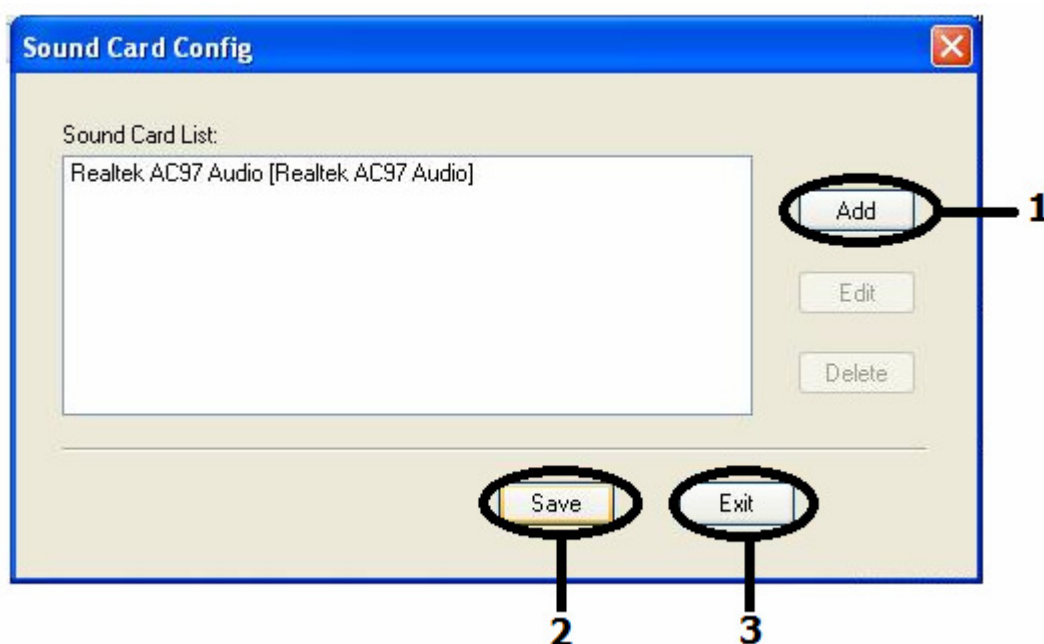 Sound Card Config
Sound Card List:
Realtek AC97 Audio [Realtek AC97 Audio]
Add
1
Edit
Delete
Save
Exit
2
3